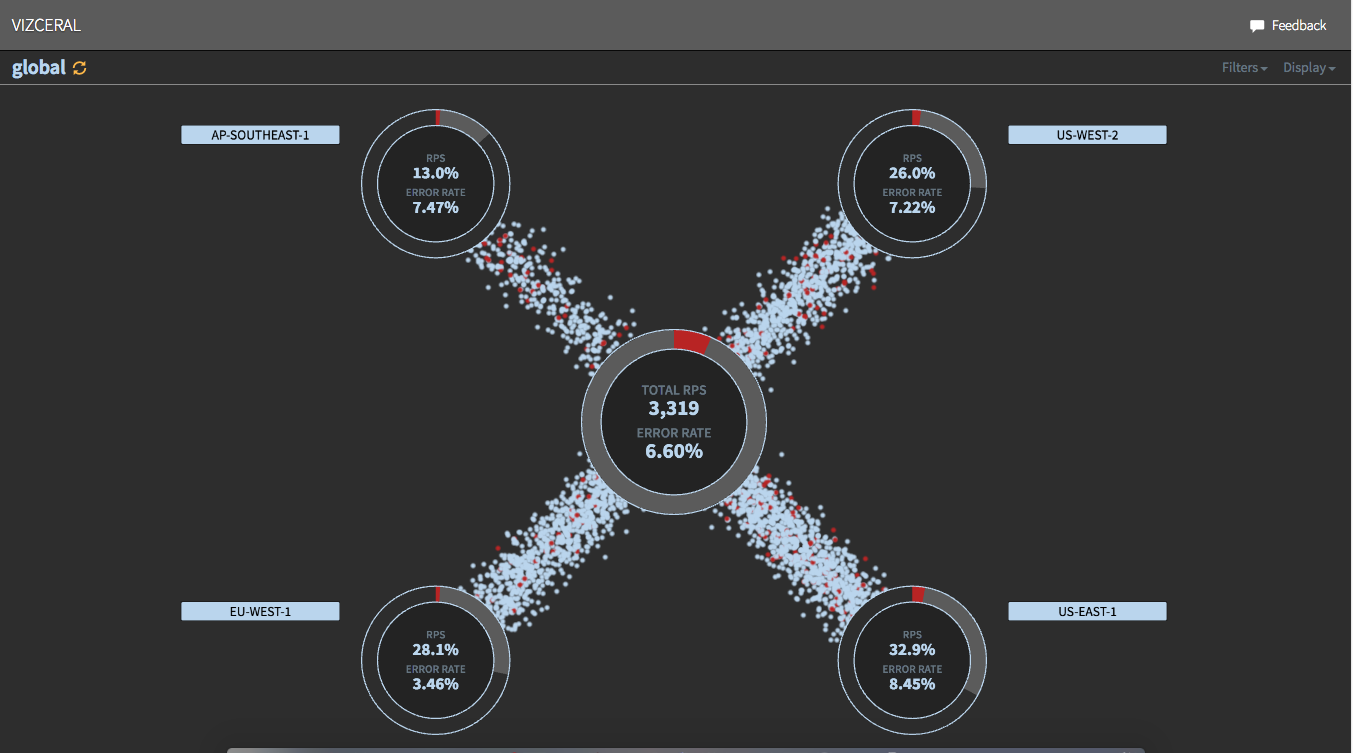 VIZCERAL
Feedback
global
Filters
Display
AP-SOUTHEAST-1
RPS
13.0%
ERROR RATE
7.47%
RPS
26.0%
ERROR RATE
7.22%
US-WEST-2
TOTAL RPS
3,319
ERROR RATE
6.60%
EU-WEST-1
RPS
28.1%
ERROR RATE
3.46%
RPS
32.9%
ERROR RATE
8.45%
US-EAST-1